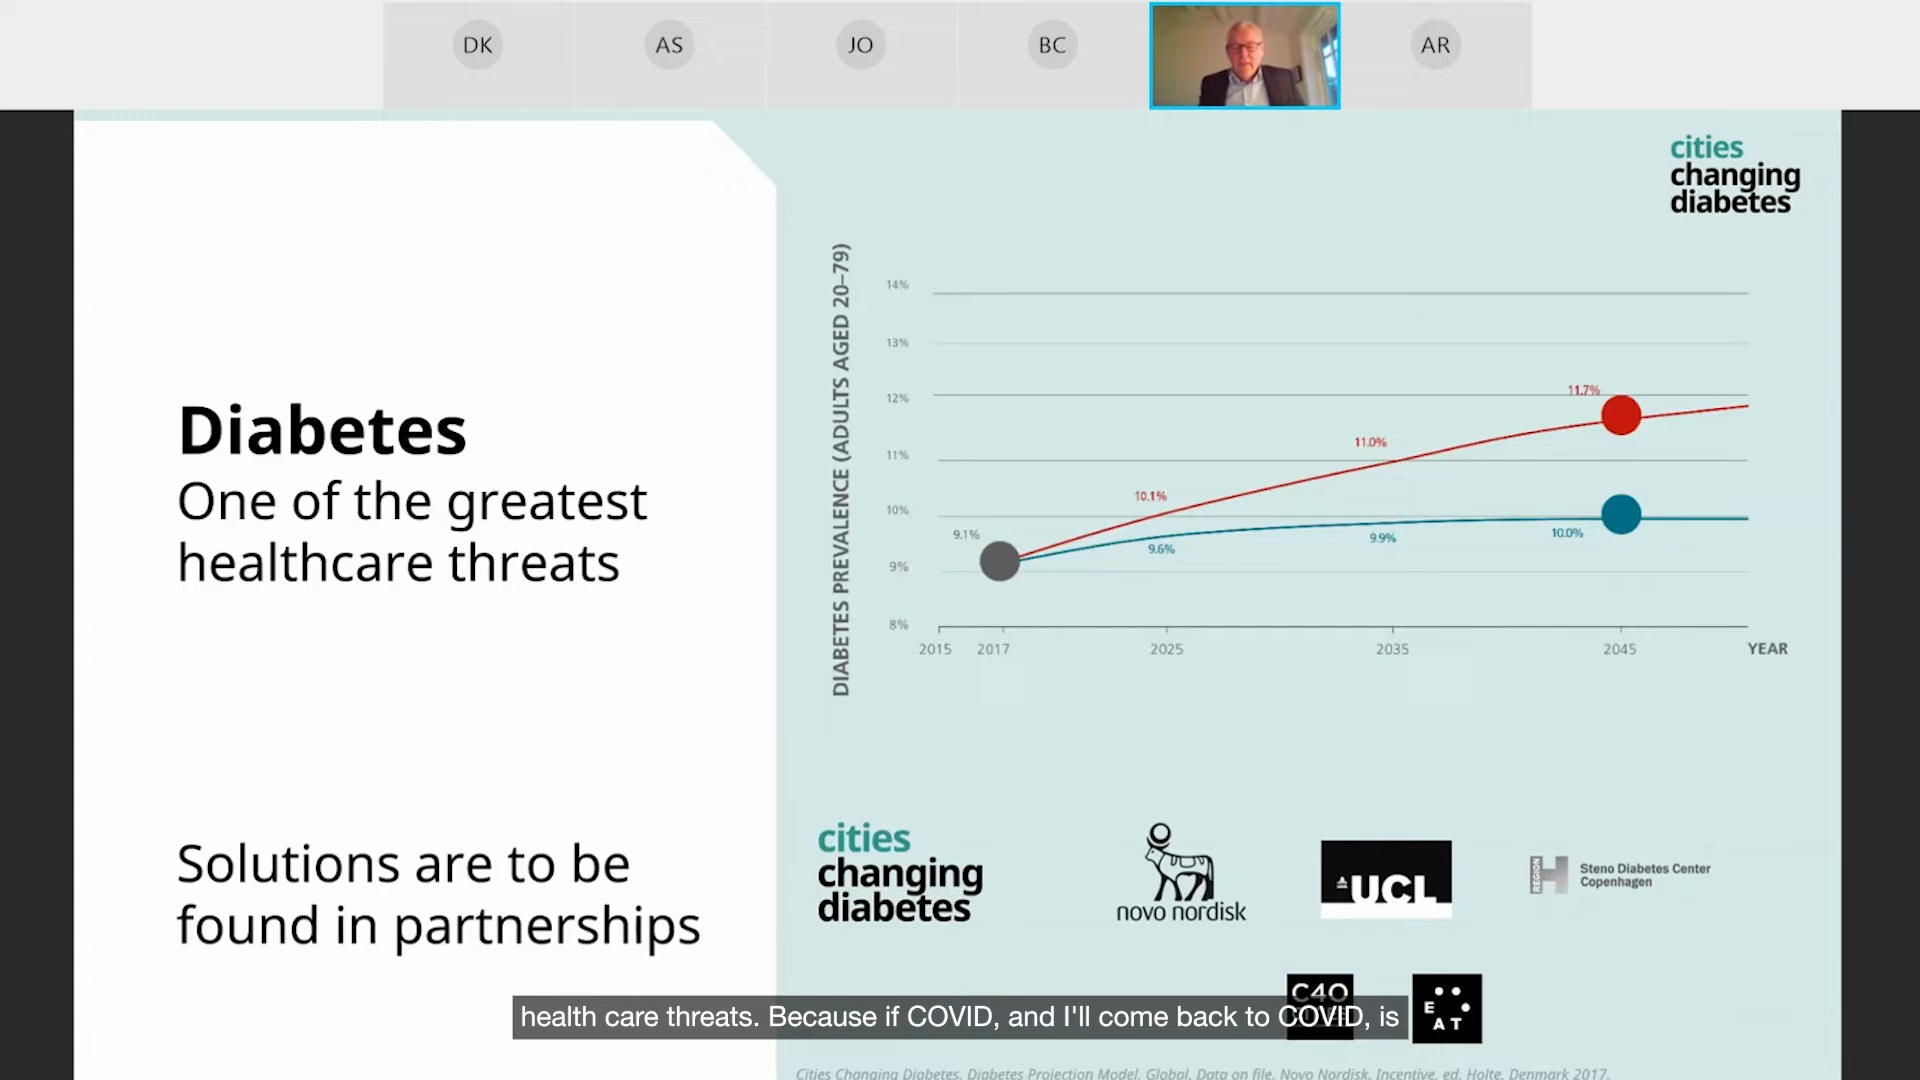 DK
AS
JO
BC
AR
cities
changing
diabetes
Diabetes
One of the greatest
healthcare threats
Solutions are to be
found in partnerships
DIABETES PREVALENCE (ADULTS AGED 20–79)
14%
13%
12%
11%
10%
9%
8%
9.1%
10.1%
11.0%
11.7%
9.6%
9.9%
10.0%
2015
2017
2025
2035
2045
YEAR
cities
changing
diabetes
novo nordisk
UCL
REGION
H
Steno Diabetes Center
Copenhagen
C40
E
AT
health care threats. Because if COVID, and I'll come back to COVID, is
Cities Changing Diabetes. Diabetes Projection Model, Global. Data on file. Novo Nordisk. Incentive, ed. Holte, Denmark 2017.